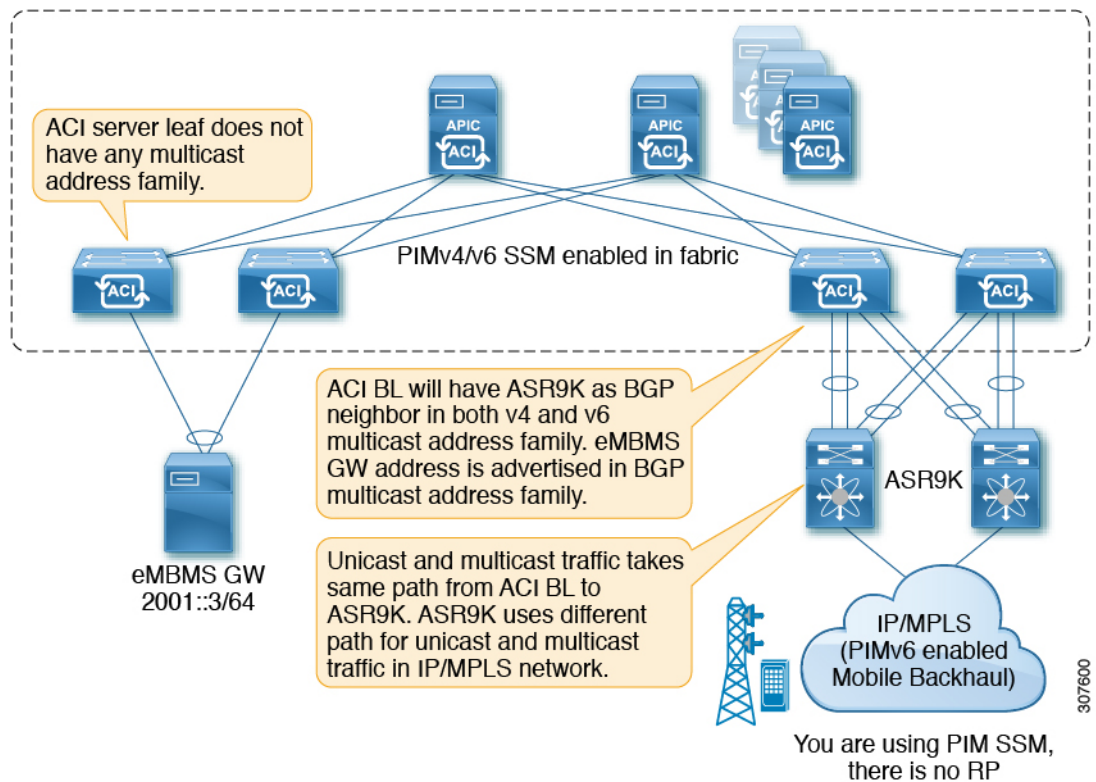 APIC
ACI
APIC
ACI
APIC
ACI
ACI server leaf does not
have any multicast
address family.
PIMv4/v6 SSM enabled in fabric
ACI
ACI
ACI
ACI
ACI BL will have ASR9K as BGP
neighbor in both v4 and v6
multicast address family. eMBMS
GW address is advertised in BGP
multicast address family.
ASR9K
eMBMS GW
2001::3/64
Unicast and multicast traffic takes
same path from ACI BL to
ASR9K. ASR9K uses different
path for unicast and multicast
traffic in IP/MPLS network.
IP/MPLS
(PIMv6 enabled
Mobile Backhaul)
307600
You are using PIM SSM,
there is no RP